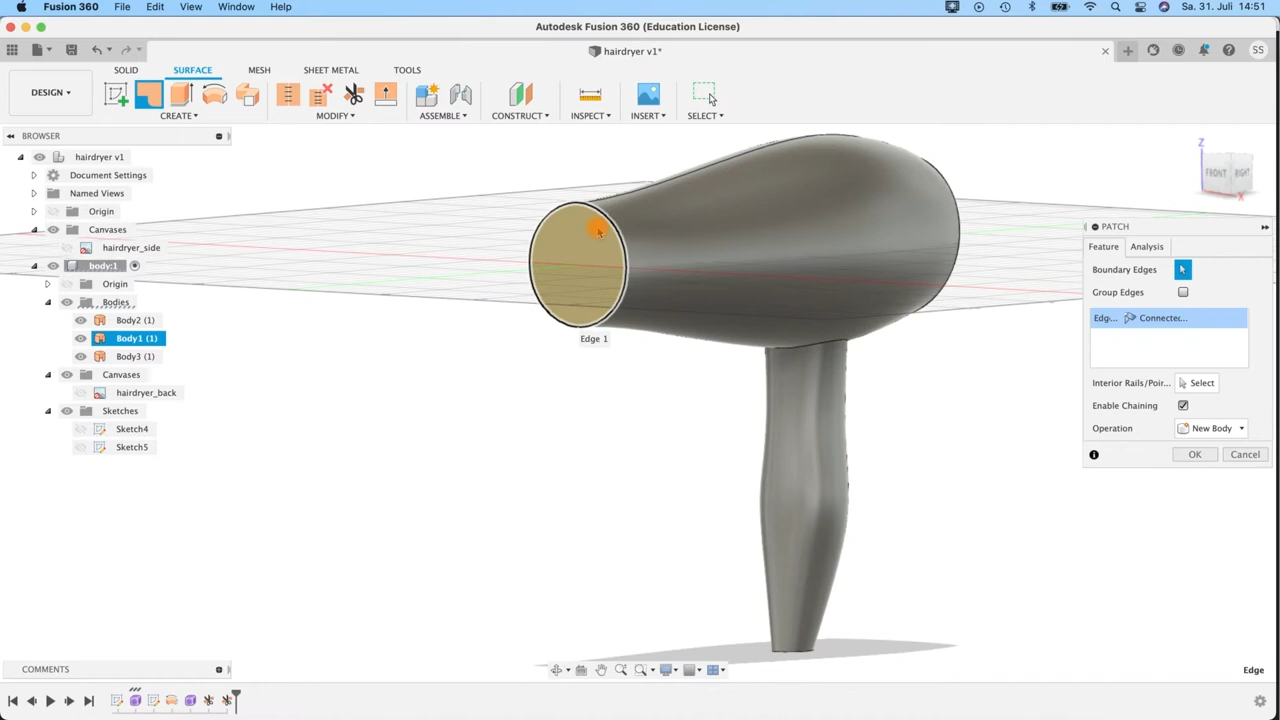 Fusion 360 File Edit View Window Help Sa. 31. Juli 14:51
Autodesk Fusion 360 (Education License)
hairdryer v1*
SS
DESIGN
SOLID SURFACE MESH SHEET METAL TOOLS
CREATE MODIFY ASSEMBLE CONSTRUCT INSPECT INSERT SELECT
BROWSER
hairdryer v1
Document Settings
Named Views
Origin
Canvases
hairdryer_side
body:1
Origin
Bodies
Body2 (1)
Body1 (1)
Body3 (1)
Canvases
hairdryer_back
Sketches
Sketch4
Sketch5
Edge 1
Z
FRONT RIGHT
X
PATCH
Feature Analysis
Boundary Edges
Group Edges
Edg... Connectec...
Interior Rails/Poir... Select
Enable Chaining
Operation New Body
OK Cancel
COMMENTS
Edge